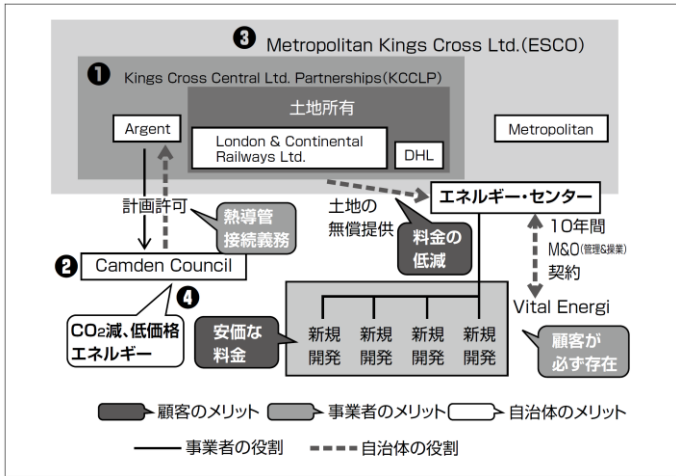 ❸ Metropolitan Kings Cross Ltd.(ESCO)
❶ Kings Cross Central Ltd. Partnerships(KCCLP)
土地所有
Argent
London & Continental
Railways Ltd.
DHL
Metropolitan
エネルギー・センター
計画許可
熱導管
接続義務
土地の
無償提供
料金の
低減
10年間
M&O(管理&操業)
契約
❷ Camden Council
❹
CO₂減、低価格
エネルギー
安価な
料金
新規
開発
新規
開発
新規
開発
新規
開発
Vital Energi
顧客が
必ず存在
顧客のメリット
事業者のメリット
自治体のメリット
事業者の役割
自治体の役割